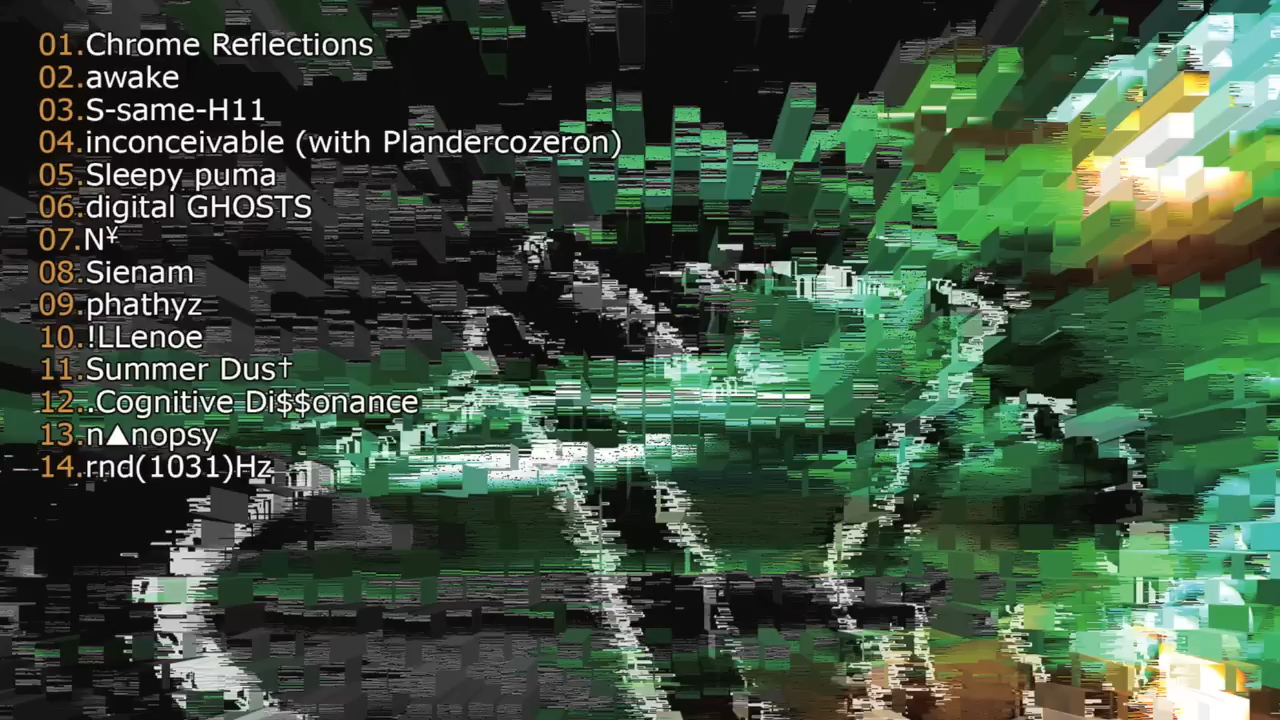 01.Chrome Reflections
02.awake
03.S-same-H11
04.inconceivable (with Plandercozeron)
05.Sleepy puma
06.digital GHOSTS
07.N¥
08.Sienam
09.phathyz
10.!LLenoe
11.Summer Dus†
12..Cognitive Di$$onance
13.n▲nopsy
14.rnd(1031)Hz